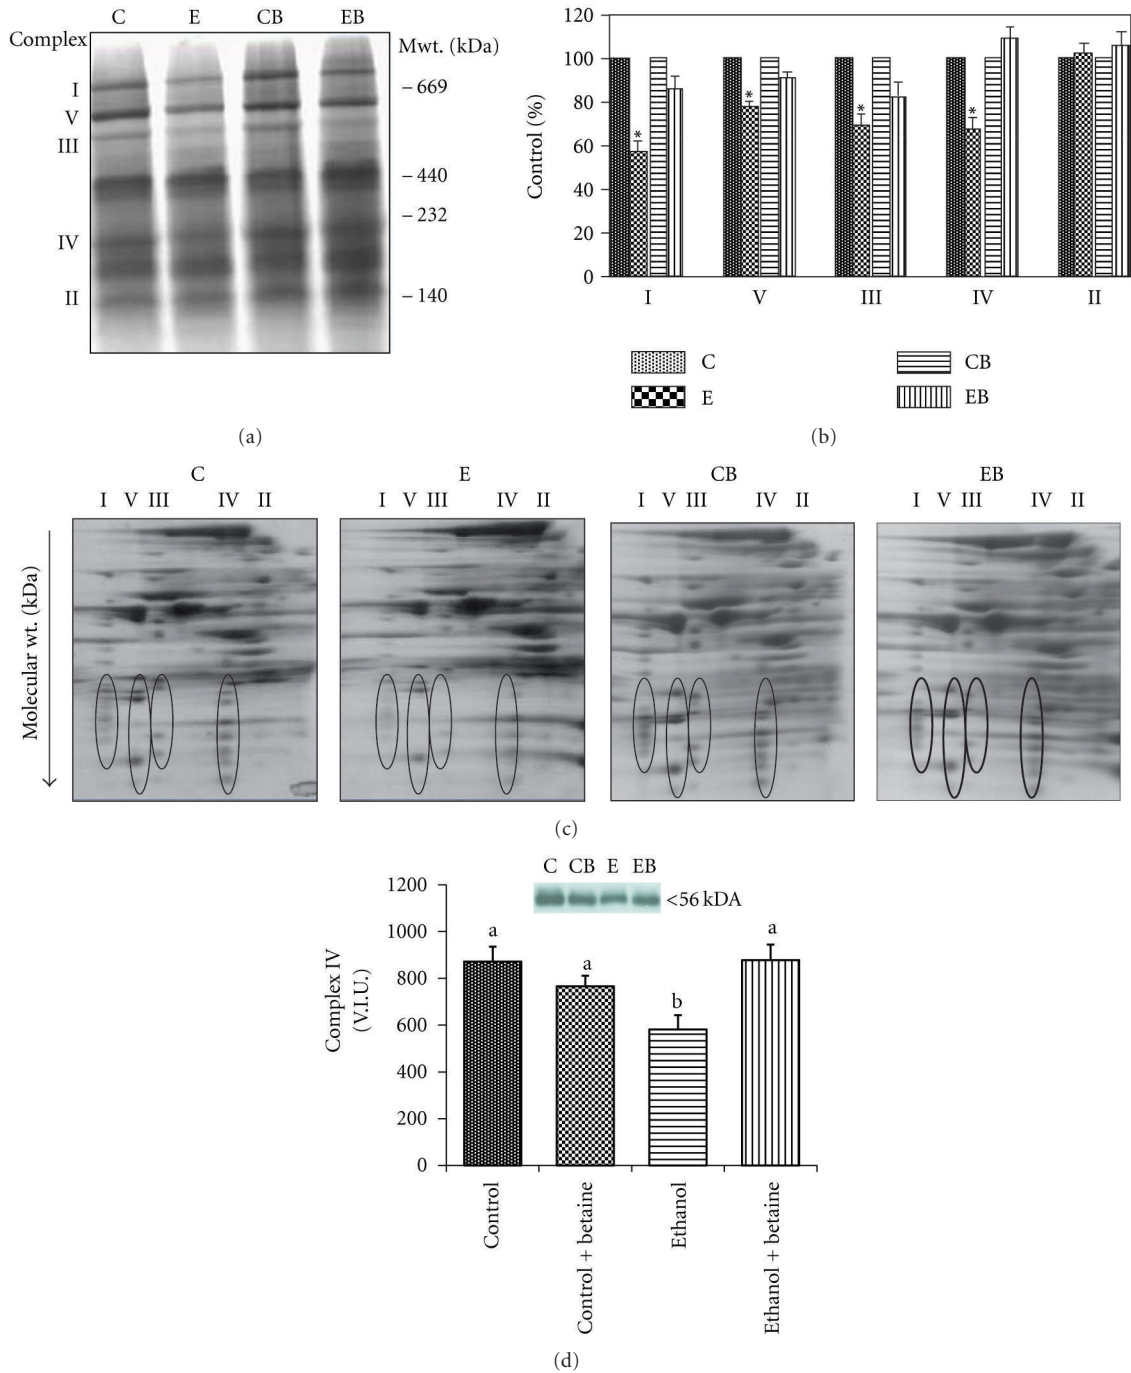 C E CB EB
Complex
Mwt. (kDa)
I
V
III
IV
II
– 669
– 440
– 232
– 140
(a)
120
100
80
60
40
20
0
Control (%)
* * * *
I V III IV II
C
E
CB
EB
(b)
C E CB EB
I V III IV II I V III IV II I V III IV II I V III IV II
Molecular wt. (kDa)
(c)
C CB E EB
<56 kDA
1200
1000
800
600
400
200
0
Complex IV
(V.I.U.)
a
a
b
a
Control
Control + betaine
Ethanol
Ethanol + betaine
(d)